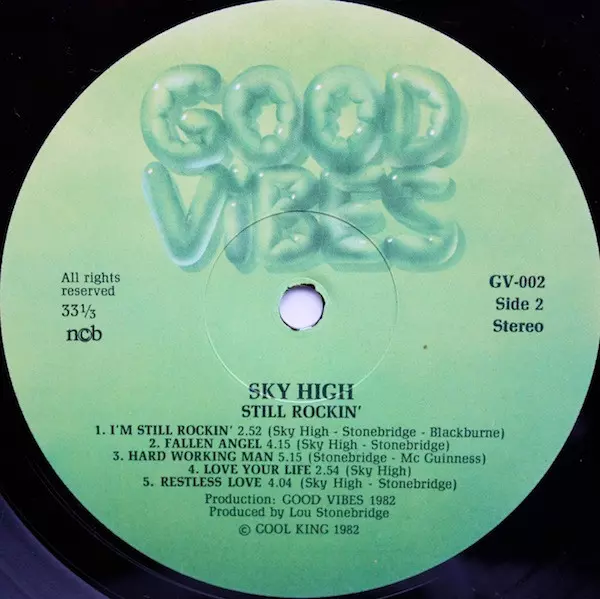 GOOD
VIBES
All rights
reserved
33 1/3
ncb
GV-002
Side 2
Stereo
SKY HIGH
STILL ROCKIN'
1. I'M STILL ROCKIN' 2.52 (Sky High - Stonebridge - Blackburne)
2. FALLEN ANGEL 4.15 (Sky High - Stonebridge)
3. HARD WORKING MAN 5.15 (Stonebridge - Mc Guinness)
4. LOVE YOUR LIFE 2.54 (Sky High)
5. RESTLESS LOVE 4.04 (Sky High - Stonebridge)
Production: GOOD VIBES 1982
Produced by Lou Stonebridge
© COOL KING 1982